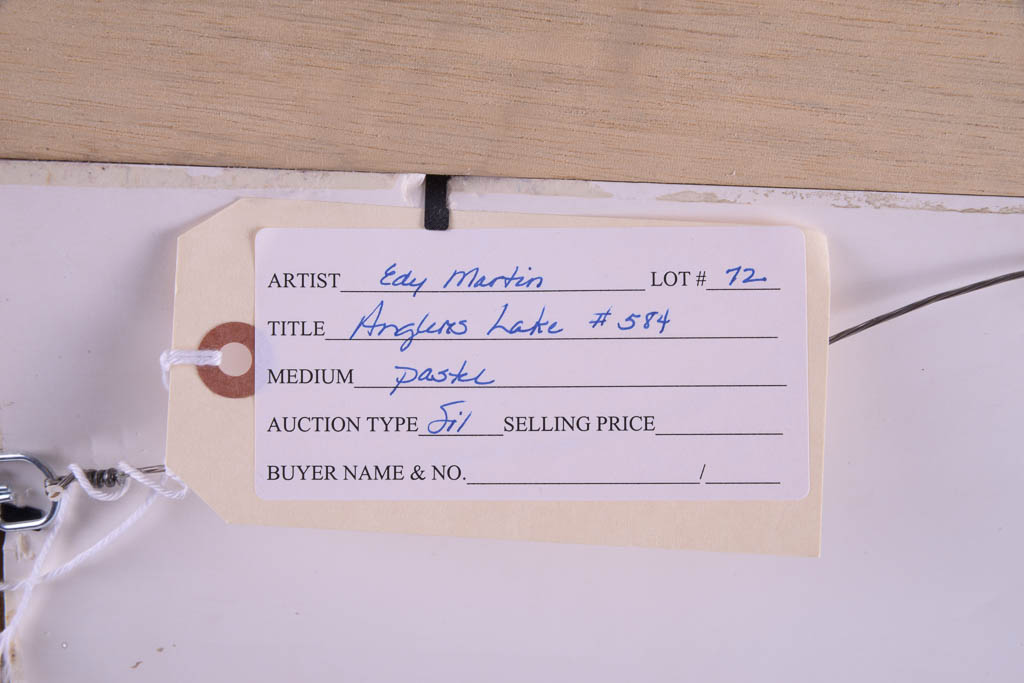 ARTIST Edy Martin LOT # 72
TITLE Anglers Lake # 584
MEDIUM pastel
AUCTION TYPE Sil SELLING PRICE
BUYER NAME & NO. /